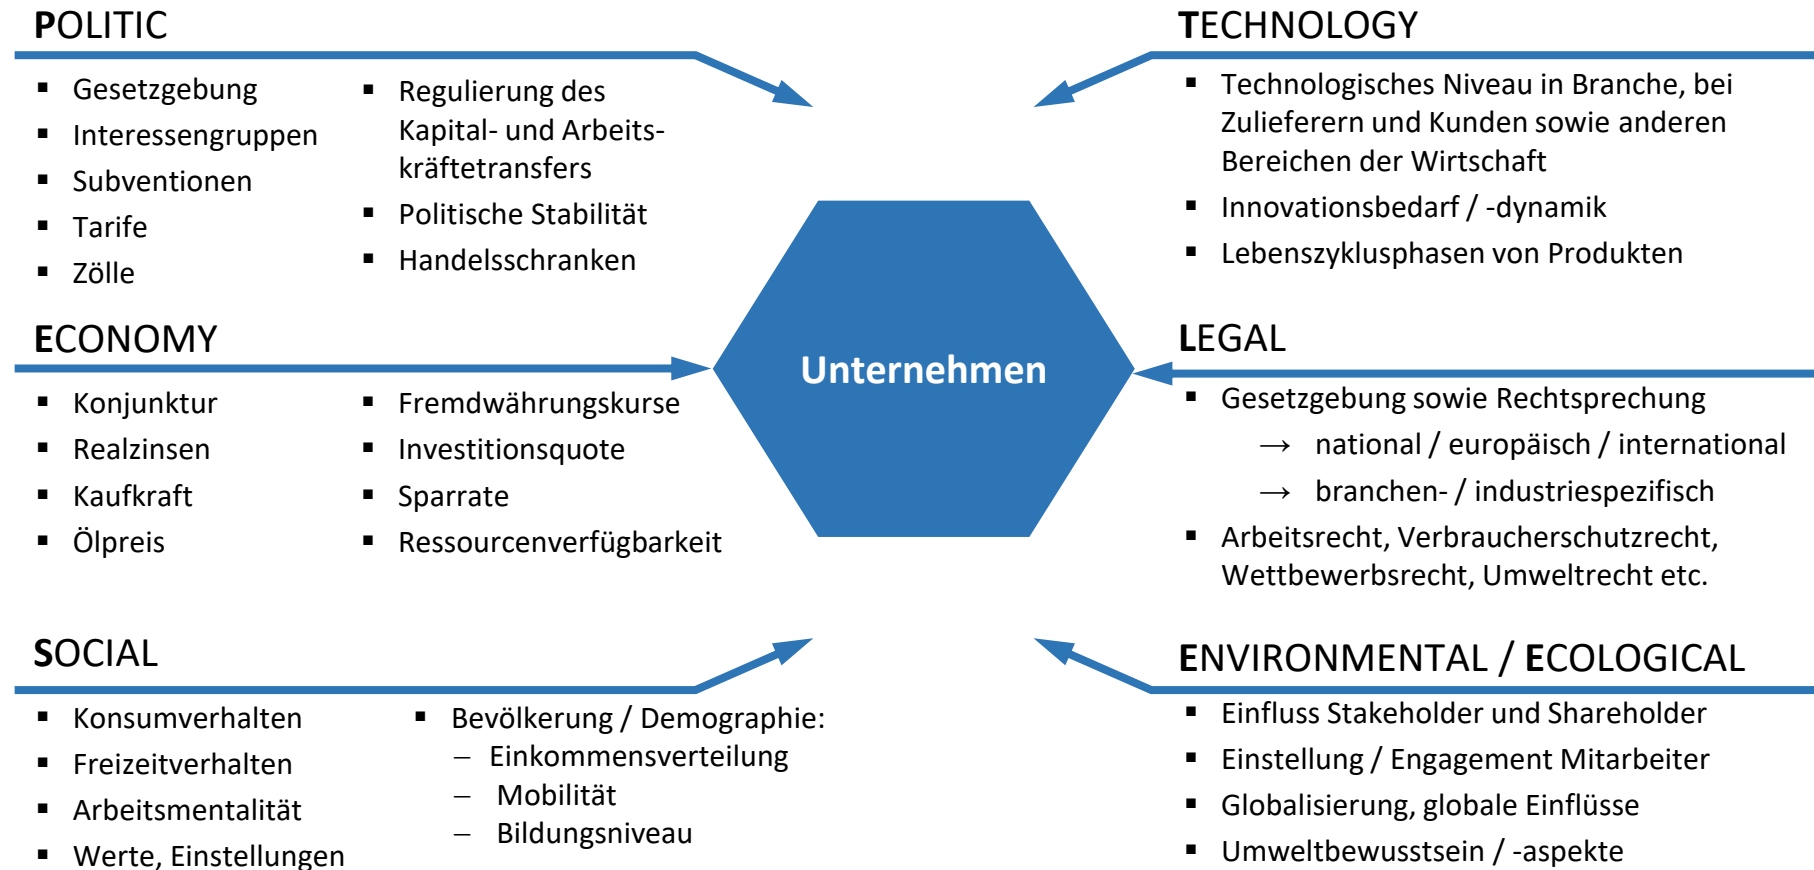 POLITIC
▪ Gesetzgebung
▪ Interessengruppen
▪ Subventionen
▪ Tarife
▪ Zölle
▪ Regulierung des
Kapital- und Arbeits-
kräftetransfers
▪ Politische Stabilität
▪ Handelsschranken
ECONOMY
▪ Konjunktur
▪ Realzinsen
▪ Kaufkraft
▪ Ölpreis
▪ Fremdwährungskurse
▪ Investitionsquote
▪ Sparrate
▪ Ressourcenverfügbarkeit
SOCIAL
▪ Konsumverhalten
▪ Freizeitverhalten
▪ Arbeitsmentalität
▪ Werte, Einstellungen
▪ Bevölkerung / Demographie:
– Einkommensverteilung
– Mobilität
– Bildungsniveau
Unternehmen
TECHNOLOGY
▪ Technologisches Niveau in Branche, bei
Zulieferern und Kunden sowie anderen
Bereichen der Wirtschaft
▪ Innovationsbedarf / -dynamik
▪ Lebenszyklusphasen von Produkten
LEGAL
▪ Gesetzgebung sowie Rechtsprechung
→ national / europäisch / international
→ branchen- / industriespezifisch
▪ Arbeitsrecht, Verbraucherschutzrecht,
Wettbewerbsrecht, Umweltrecht etc.
ENVIRONMENTAL / ECOLOGICAL
▪ Einfluss Stakeholder und Shareholder
▪ Einstellung / Engagement Mitarbeiter
▪ Globalisierung, globale Einflüsse
▪ Umweltbewusstsein / -aspekte